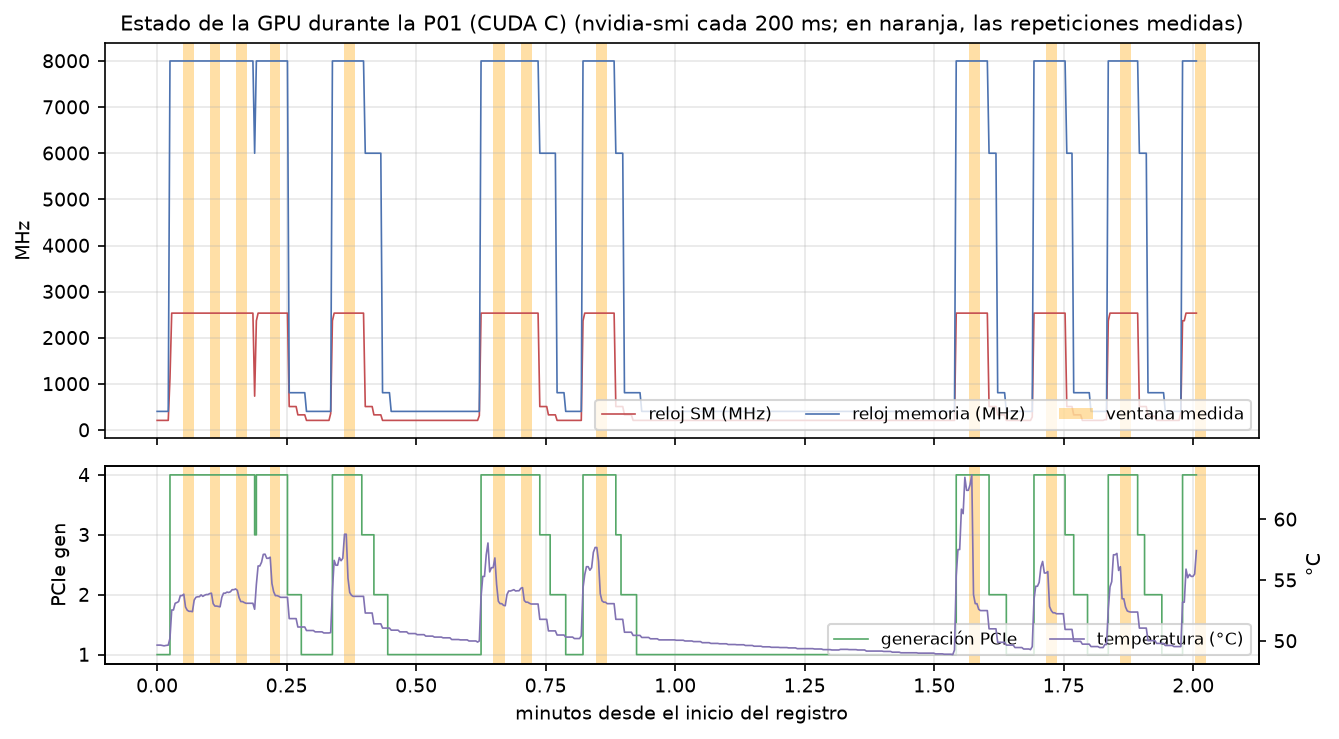 Estado de la GPU durante la P01 (CUDA C) (nvidia-smi cada 200 ms; en naranja, las repeticiones medidas)
8000
7000
6000
5000
4000
3000
2000
1000
0
MHz
reloj SM (MHz) reloj memoria (MHz) ventana medida
4
3
2
1
PCIe gen
60
55
50
°C
generación PCIe temperatura (°C)
0.00 0.25 0.50 0.75 1.00 1.25 1.50 1.75 2.00
minutos desde el inicio del registro